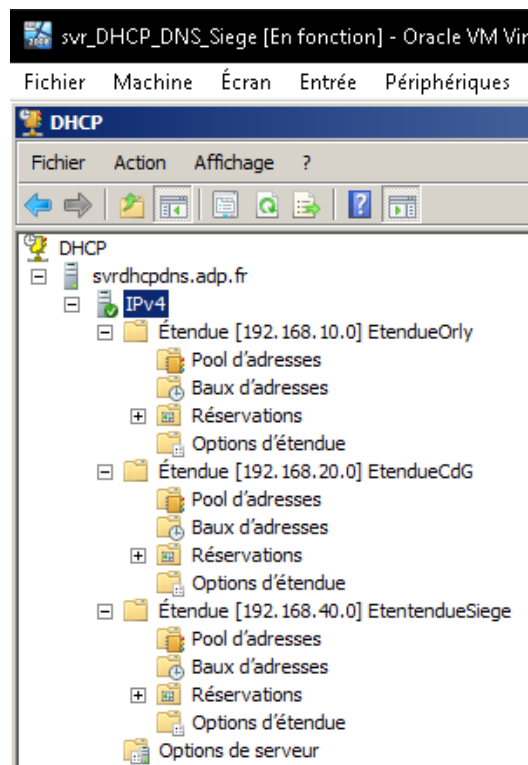 svr_DHCP_DNS_Siege [En fonction] - Oracle VM Vir
Fichier Machine Écran Entrée Périphériques
DHCP
Fichier Action Affichage ?
DHCP
svrdhcpdns.adp.fr
IPv4
Étendue [192.168.10.0] EtendueOrly
Pool d'adresses
Baux d'adresses
Réservations
Options d'étendue
Étendue [192.168.20.0] EtendueCdG
Pool d'adresses
Baux d'adresses
Réservations
Options d'étendue
Étendue [192.168.40.0] EtentendueSiege
Pool d'adresses
Baux d'adresses
Réservations
Options d'étendue
Options de serveur